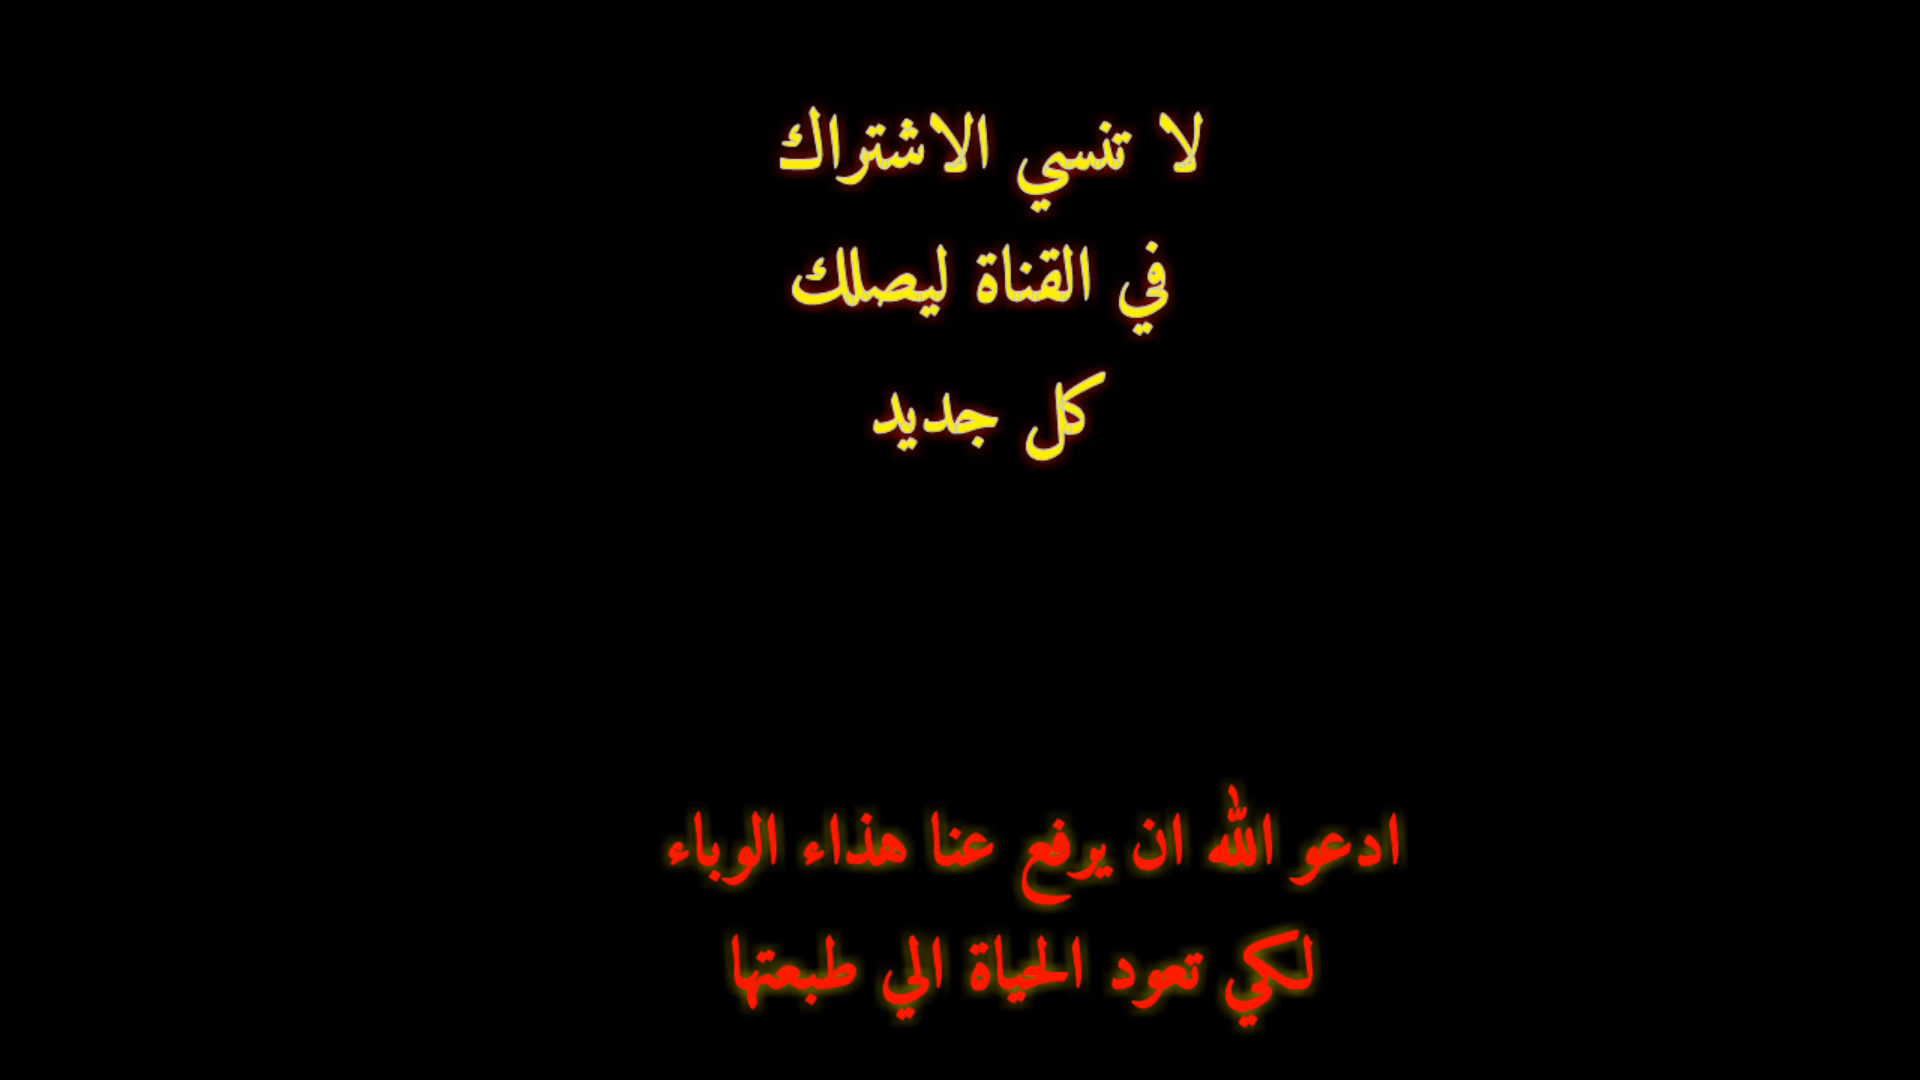 لا تنسي الاشتراك
في القناة ليصلك
كل جديد
ادعو الله ان يرفع عنا هذاء الوباء
لكي تعود الحياة الي طبعتها